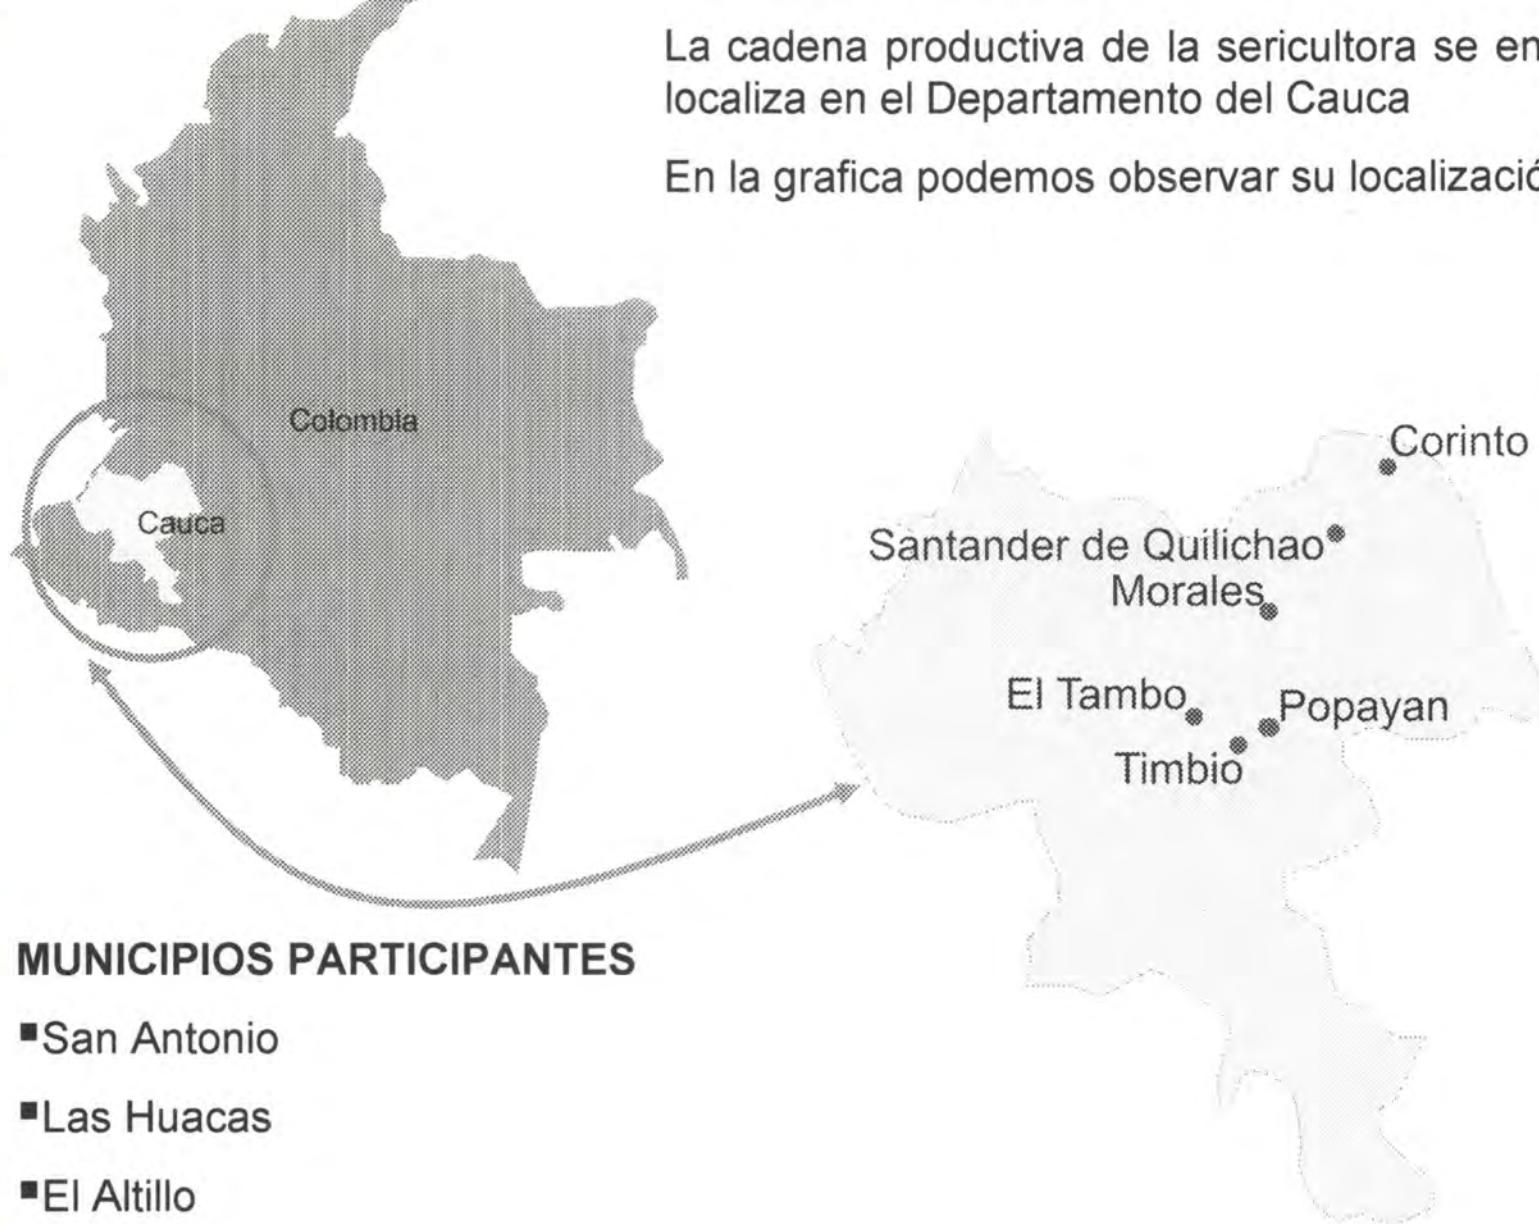 La cadena productiva de la sericultora se en
localiza en el Departamento del Cauca
En la grafica podemos observar su localizació
Colombia
Cauca
Corinto
Santander de Quilichao
Morales
El Tambo
Popayan
Timbio
MUNICIPIOS PARTICIPANTES
▪San Antonio
▪Las Huacas
▪El Altillo